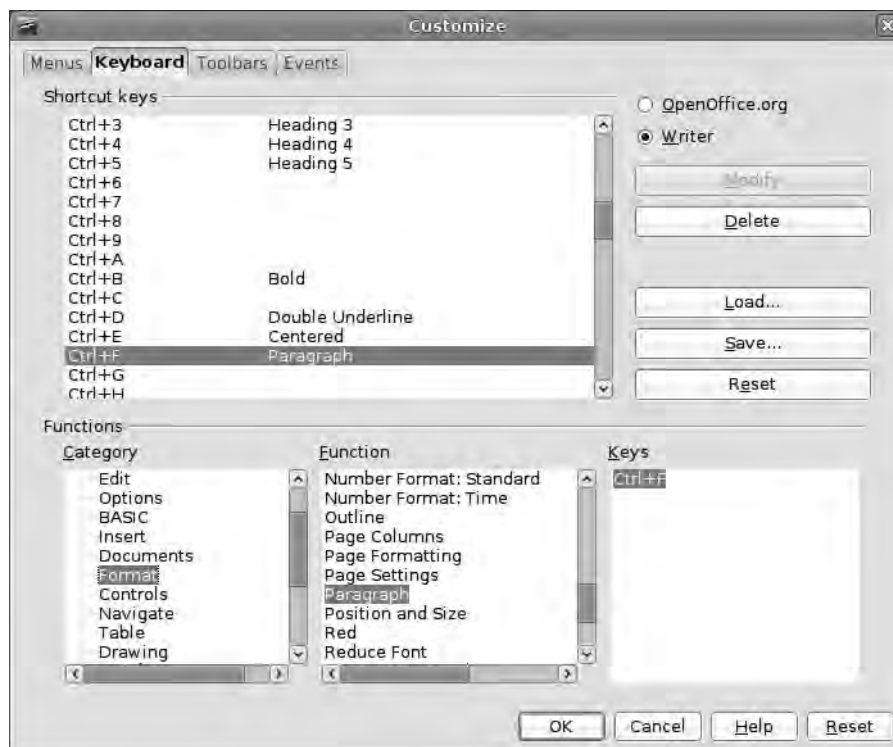 Customize
Menus Keyboard Toolbars Events
Shortcut keys
Ctrl+3 Heading 3
Ctrl+4 Heading 4
Ctrl+5 Heading 5
Ctrl+6
Ctrl+7
Ctrl+8
Ctrl+9
Ctrl+A
Ctrl+B Bold
Ctrl+C
Ctrl+D Double Underline
Ctrl+E Centered
Ctrl+F Paragraph
Ctrl+G
Ctrl+H
OpenOffice.org
Writer
Modify
Delete
Load...
Save...
Reset
Functions
Category
Edit
Options
BASIC
Insert
Documents
Format
Controls
Navigate
Table
Drawing
Function
Number Format: Standard
Number Format: Time
Outline
Page Columns
Page Formatting
Page Settings
Paragraph
Position and Size
Red
Reduce Font
Keys
Ctrl+F
OK Cancel Help Reset